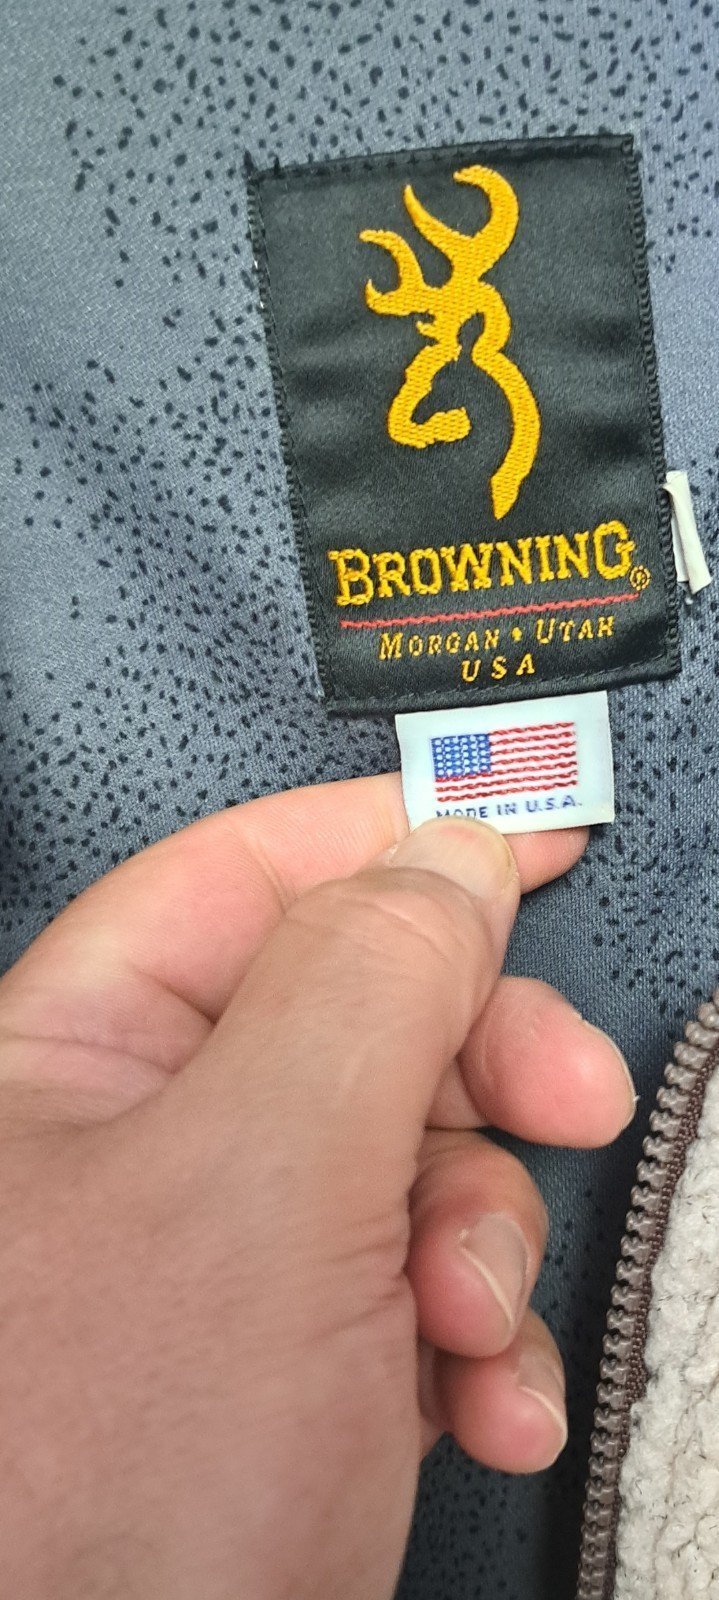 BROWNING®
MORGAN • UTAH
USA
MADE IN U.S.A.